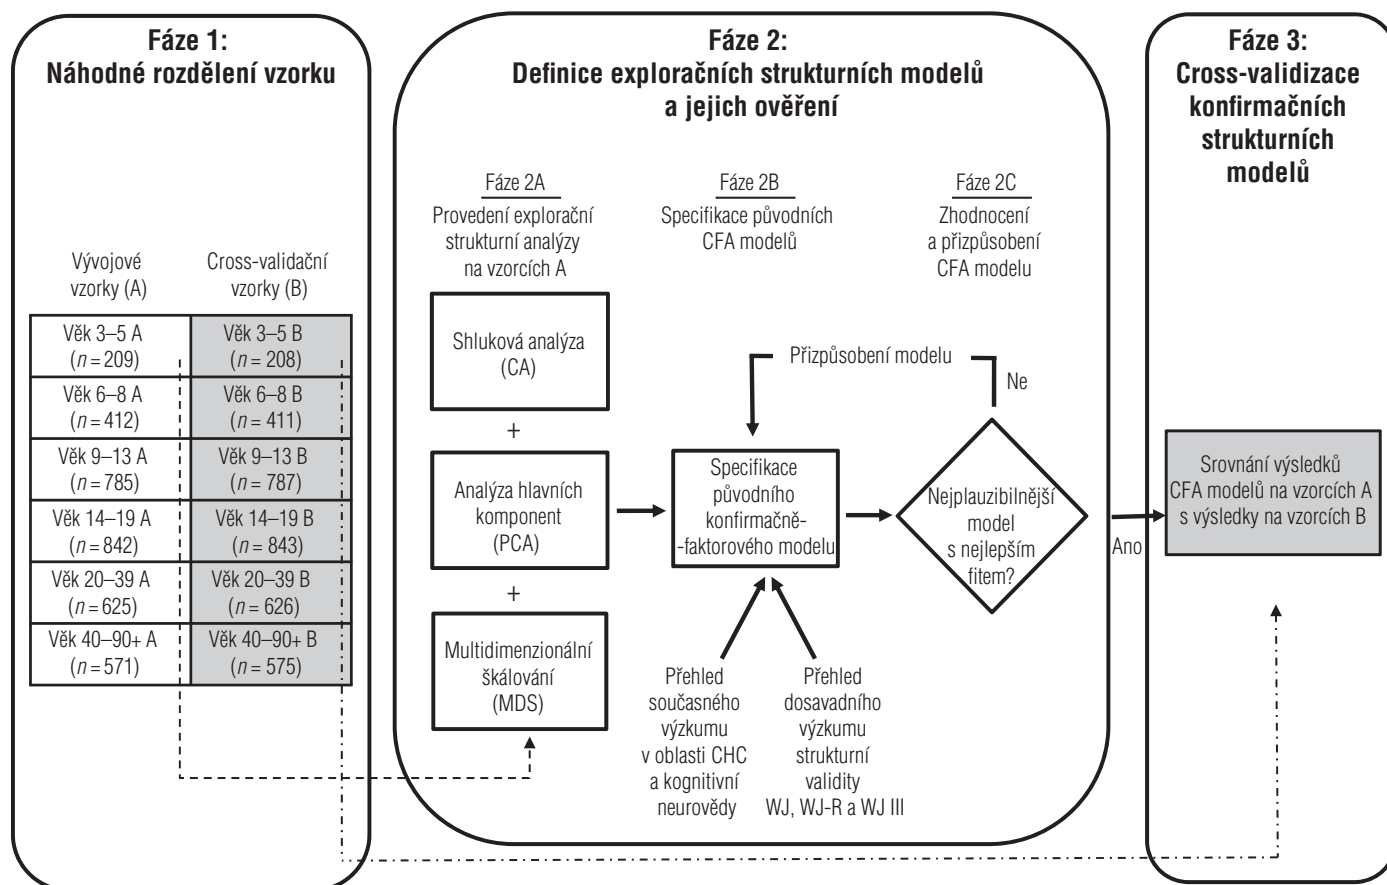 Fáze 1:
Náhodné rozdělení vzorku
Vývojové
vzorky (A)
Cross-validační
vzorky (B)
Věk 3–5 A
(n = 209)
Věk 3–5 B
(n = 208)
Věk 6–8 A
(n = 412)
Věk 6–8 B
(n = 411)
Věk 9–13 A
(n = 785)
Věk 9–13 B
(n = 787)
Věk 14–19 A
(n = 842)
Věk 14–19 B
(n = 843)
Věk 20–39 A
(n = 625)
Věk 20–39 B
(n = 626)
Věk 40–90+ A
(n = 571)
Věk 40–90+ B
(n = 575)
Fáze 2:
Definice exploračních strukturních modelů
a jejich ověření
Fáze 2A
Provedení explorační
strukturní analýzy
na vzorcích A
Shluková analýza
(CA)
+
Analýza hlavních
komponent
(PCA)
+
Multidimenzionální
škálování
(MDS)
Fáze 2B
Specifikace původních
CFA modelů
Přizpůsobení modelu
Specifikace
původního
konfirmačně-
-faktorového modelu
Přehled
současného
výzkumu
v oblasti CHC
a kognitivní
neurovědy
Přehled
dosavadního
výzkumu
strukturní
validity
WJ, WJ-R a WJ III
Fáze 2C
Zhodnocení
a přizpůsobení
CFA modelu
Ne
Nejplauzibilnější
model
s nejlepším
fitem?
Ano
Fáze 3:
Cross-validizace
konfirmačních
strukturních
modelů
Srovnání výsledků
CFA modelů na vzorcích A
s výsledky na vzorcích B